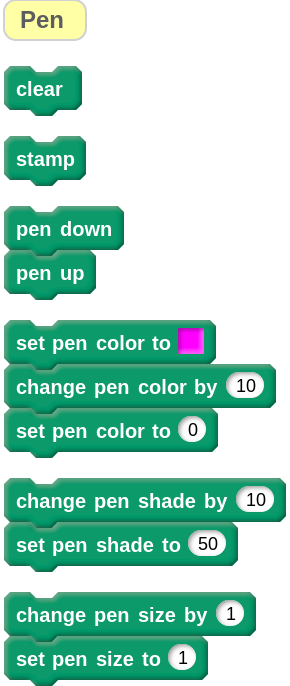 Pen
clear
stamp
pen down
pen up
set pen color to
change pen color by 10
set pen color to 0
change pen shade by 10
set pen shade to 50
change pen size by 1
set pen size to 1